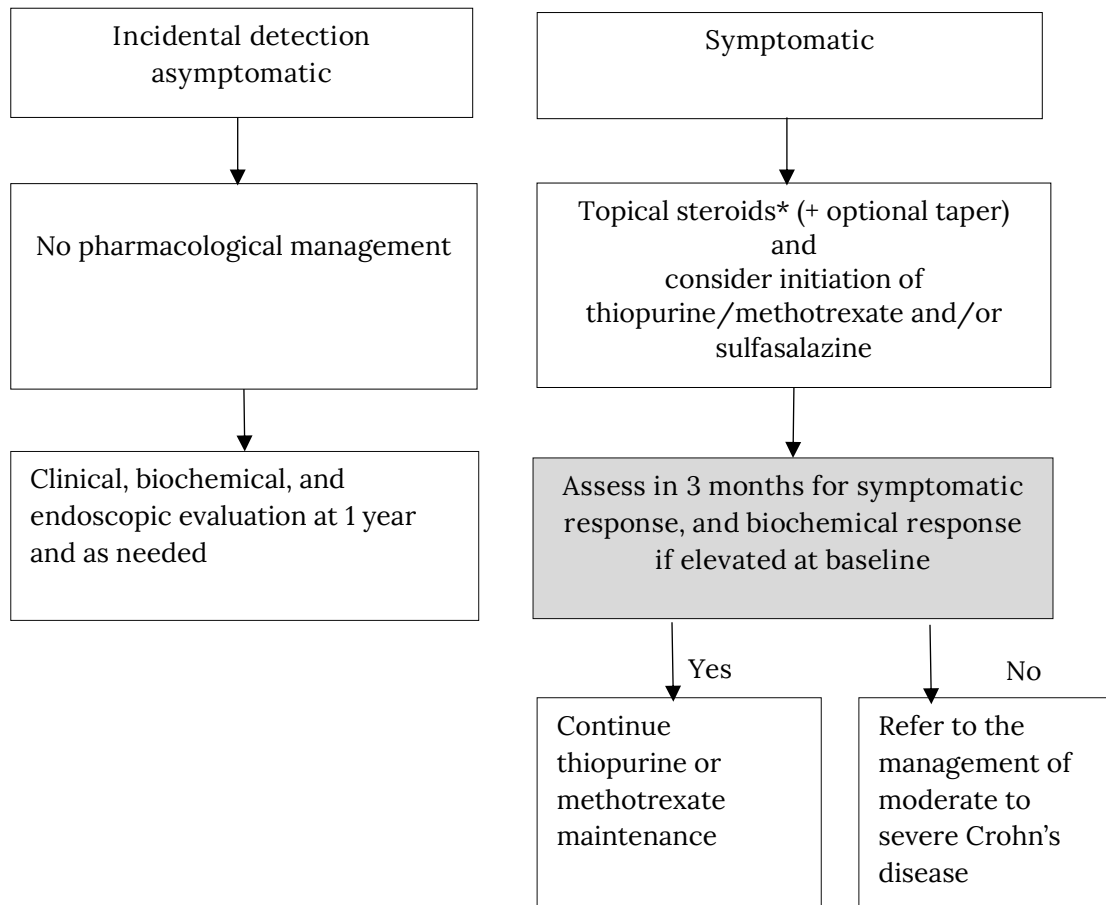 Incidental detection
asymptomatic
No pharmacological management
Clinical, biochemical, and
endoscopic evaluation at 1 year
and as needed
Symptomatic
Topical steroids* (+ optional taper)
and
consider initiation of
thiopurine/methotrexate and/or
sulfasalazine
Assess in 3 months for symptomatic
response, and biochemical response
if elevated at baseline
Yes
No
Continue
thiopurine or
methotrexate
maintenance
Refer to the
management of
moderate to
severe Crohn’s
disease